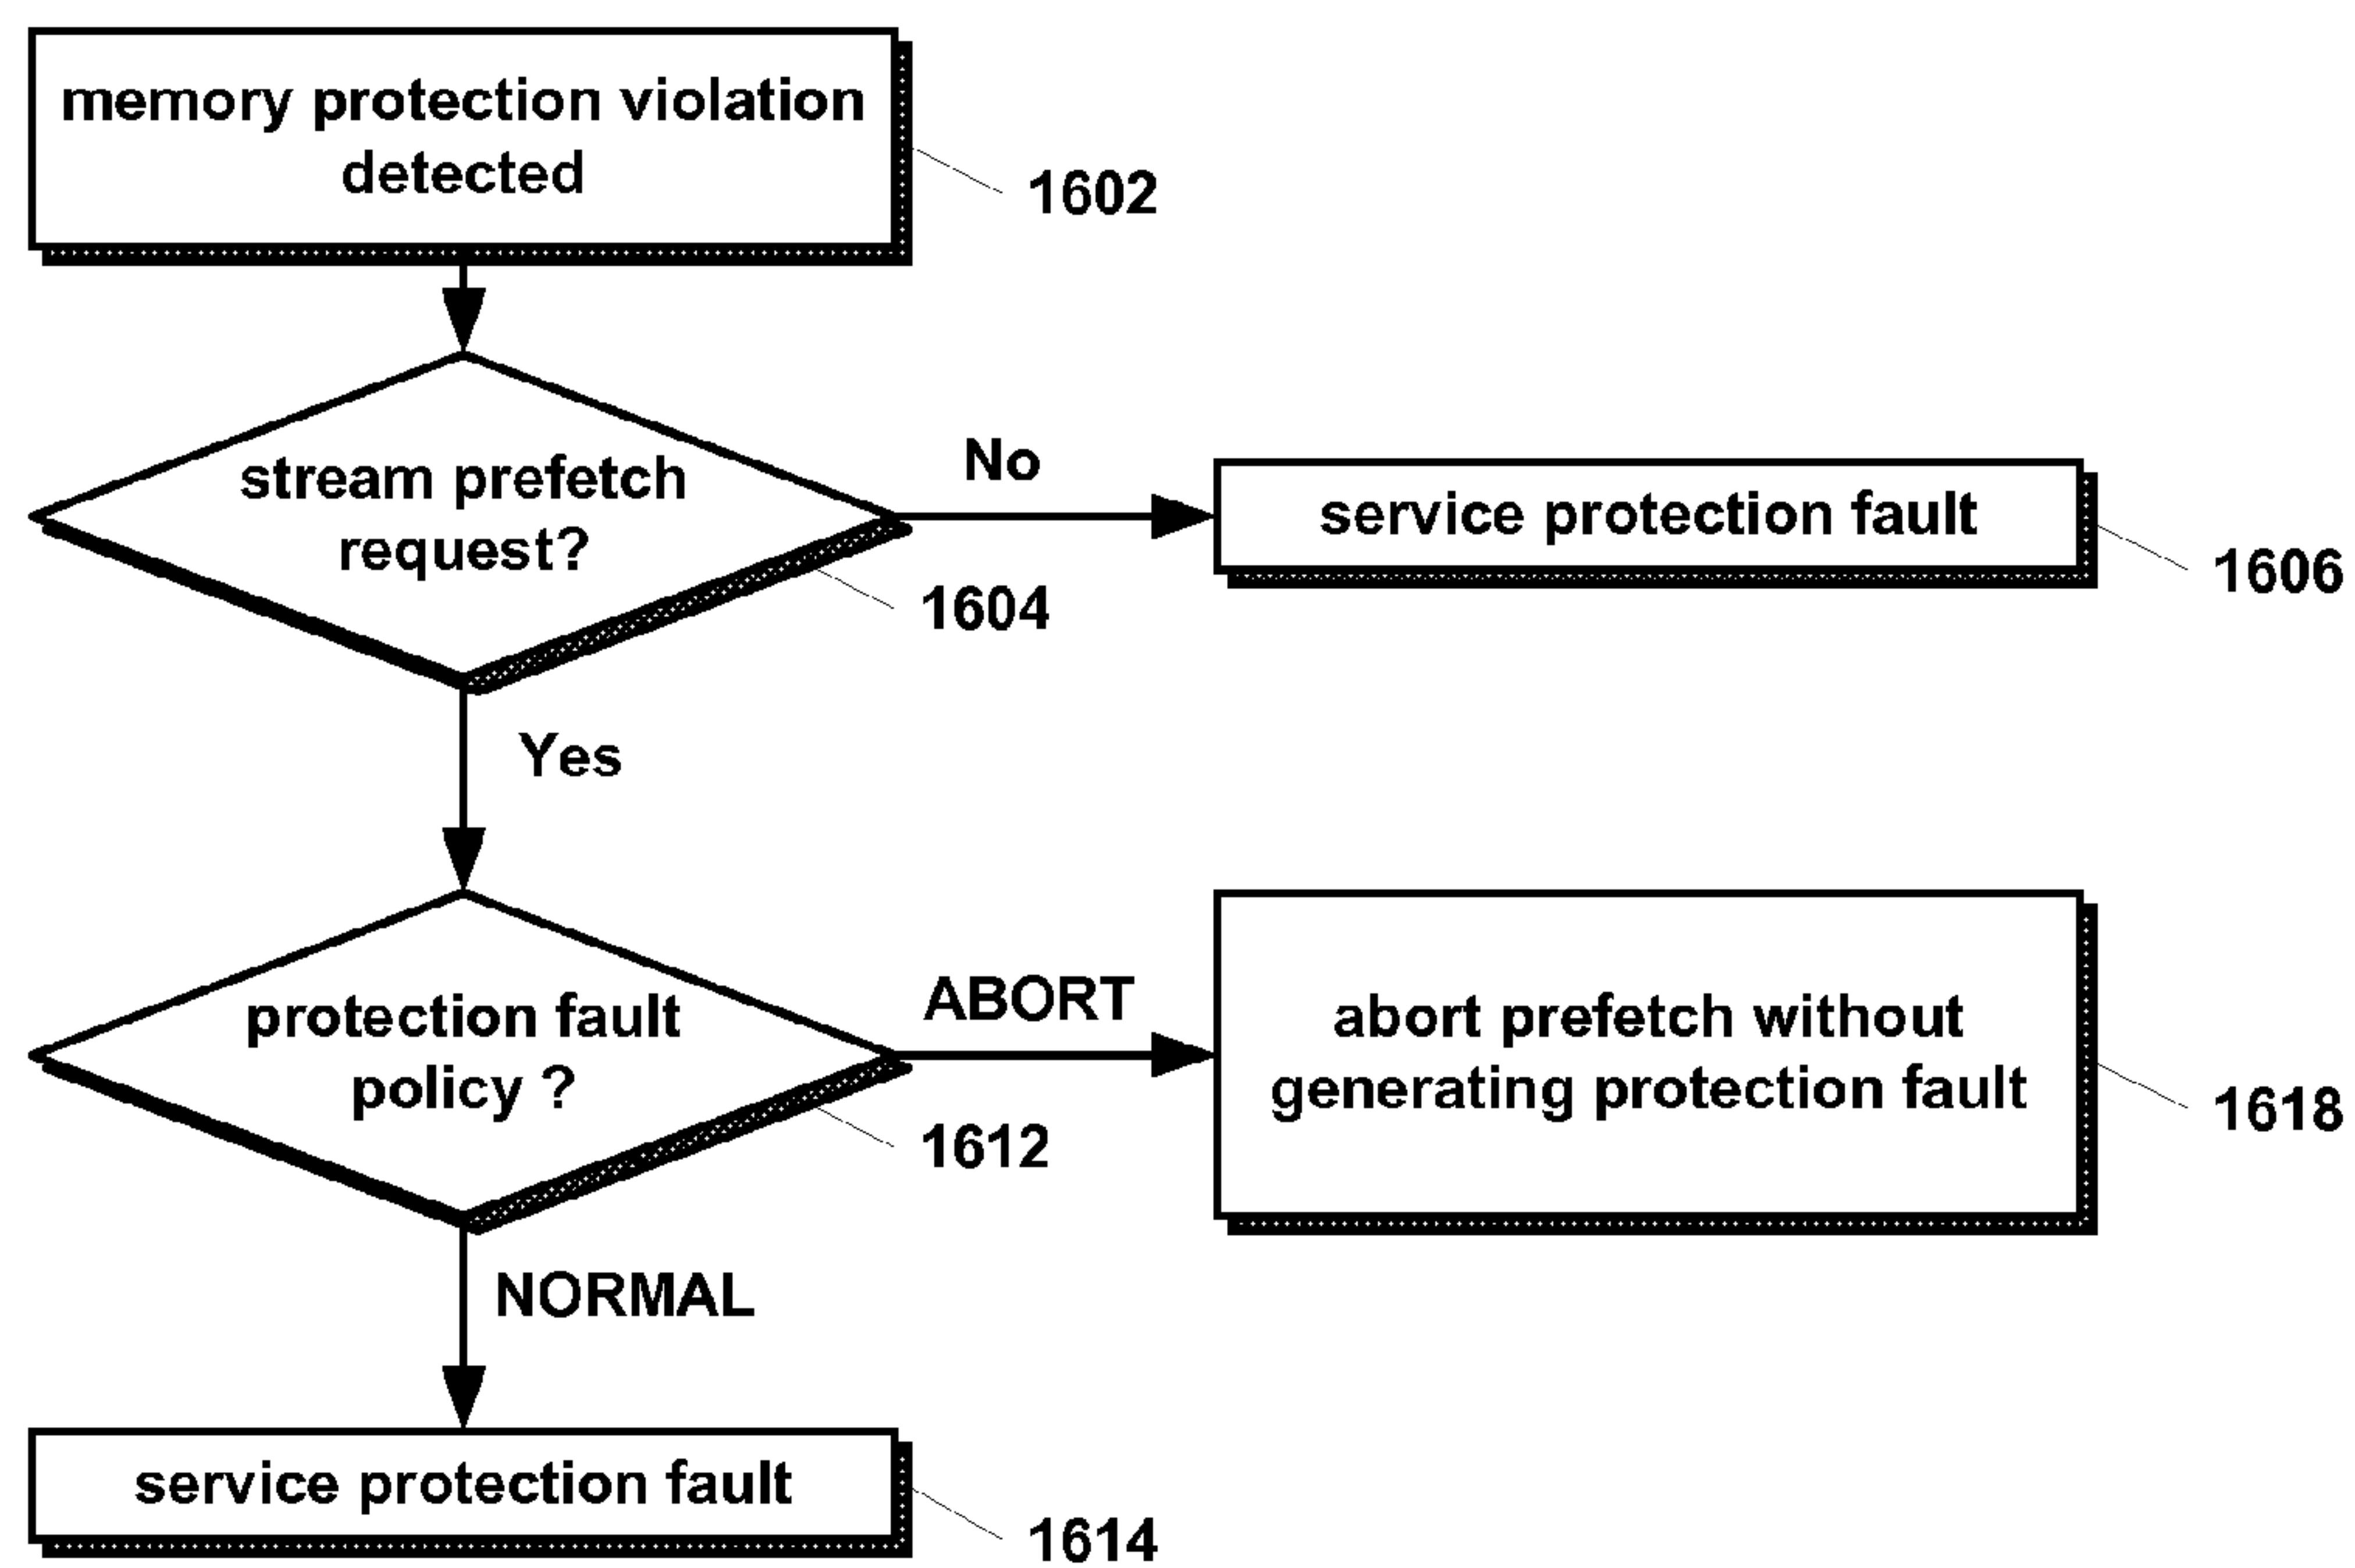 memory protection violation
detected
1602
stream prefetch
request?
1604
No
service protection fault
1606
Yes
protection fault
policy ?
1612
ABORT
abort prefetch without
generating protection fault
1618
NORMAL
service protection fault
1614